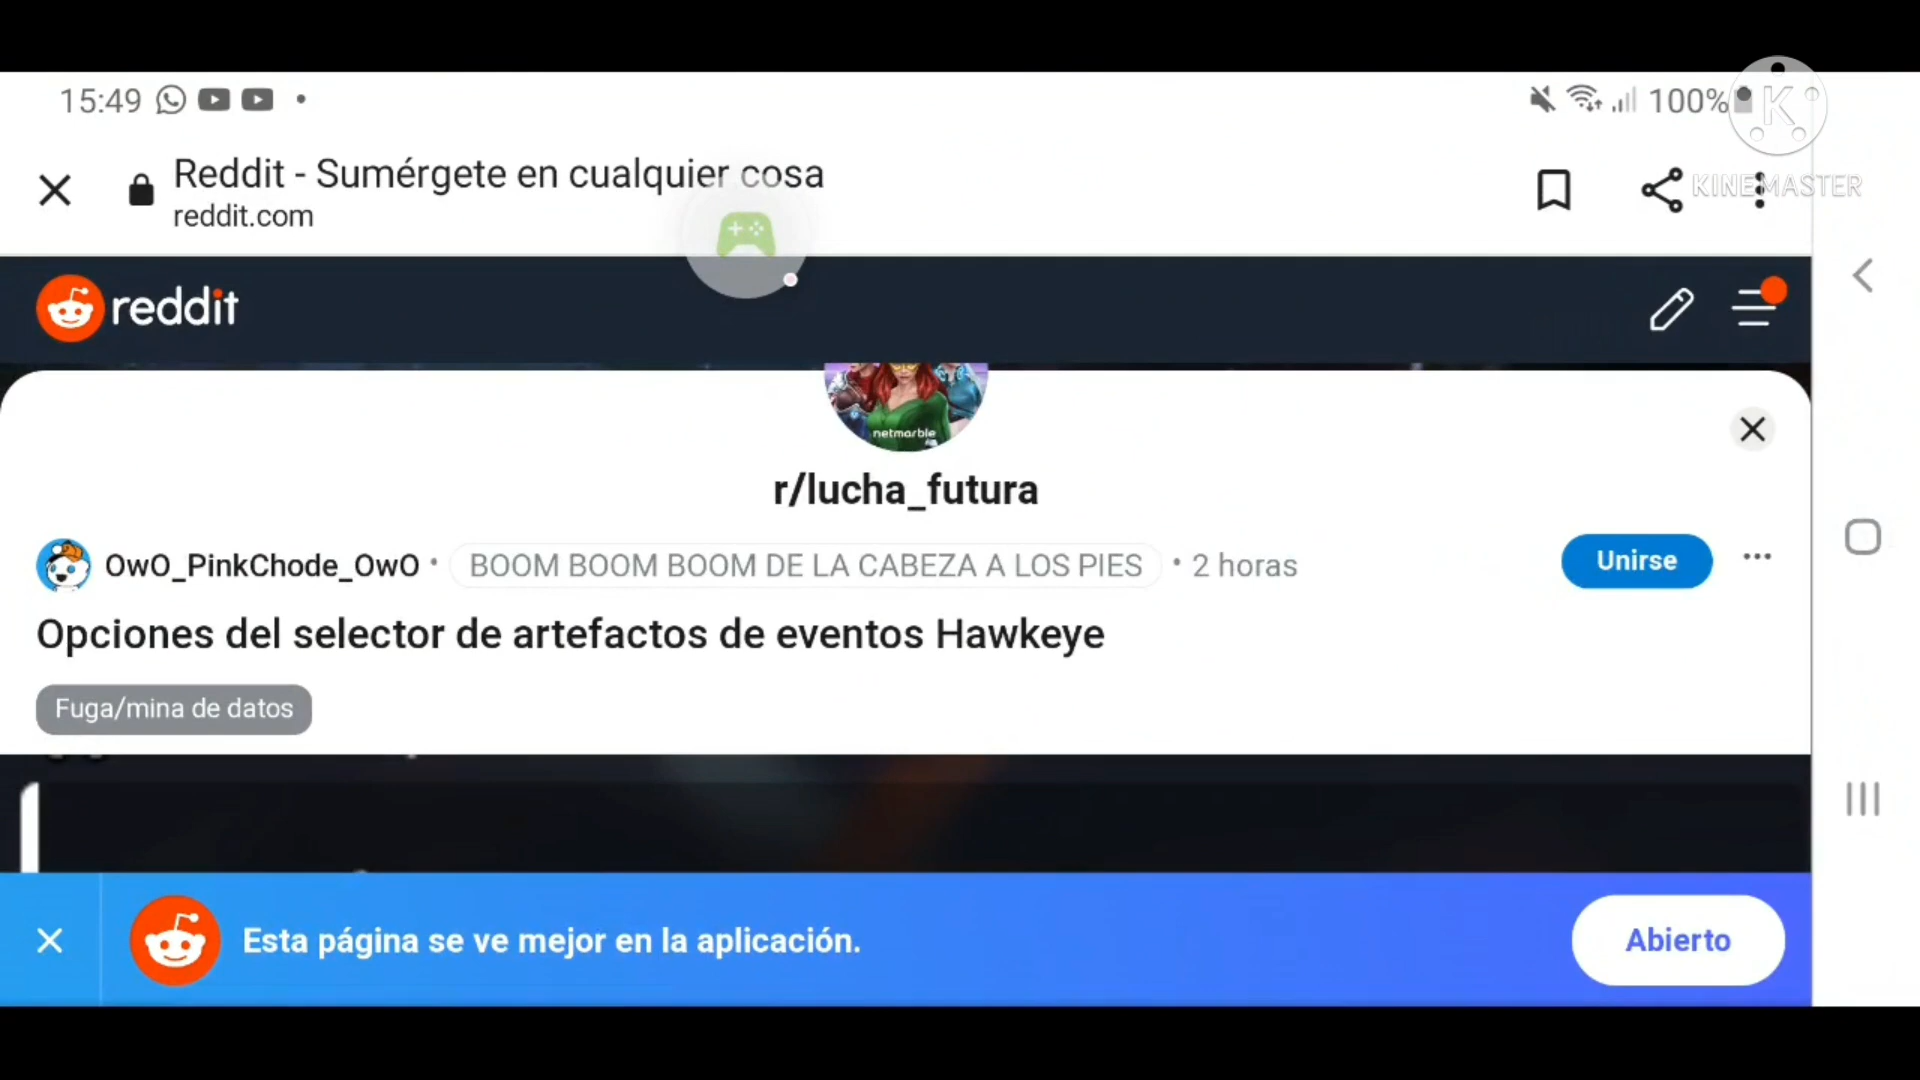 15:49
100%
K
KINEMASTER
Reddit - Sumérgete en cualquier cosa
reddit.com
reddit
netmarble
r/lucha_futura
OwO_PinkChode_OwO • BOOM BOOM BOOM DE LA CABEZA A LOS PIES • 2 horas
Unirse
Opciones del selector de artefactos de eventos Hawkeye
Fuga/mina de datos
Esta página se ve mejor en la aplicación.
Abierto